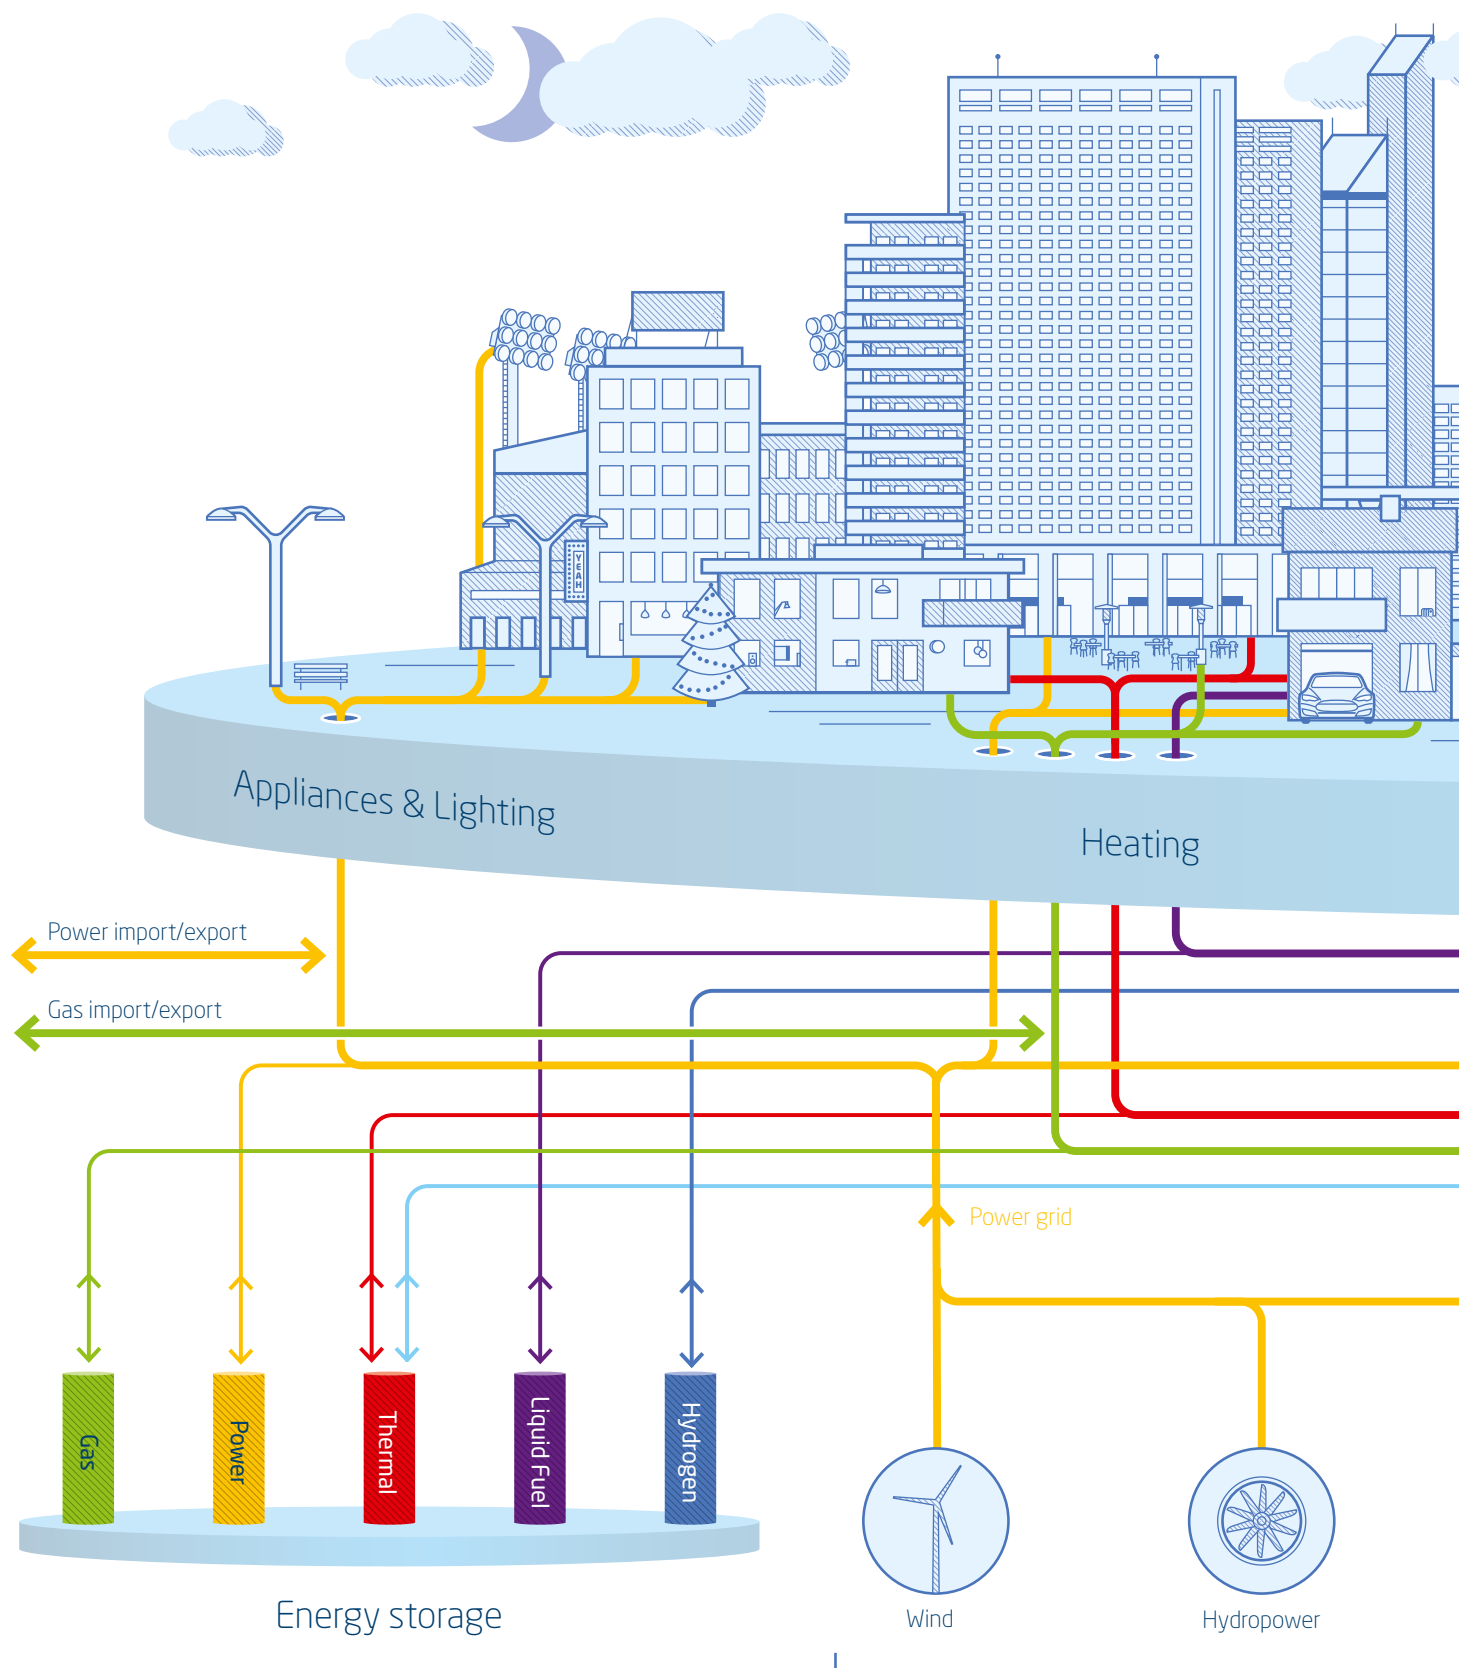 YEAH
Appliances & Lighting
Heating
Power import/export
Gas import/export
Power grid
Gas
Power
Thermal
Liquid Fuel
Hydrogen
Energy storage
Wind
Hydropower